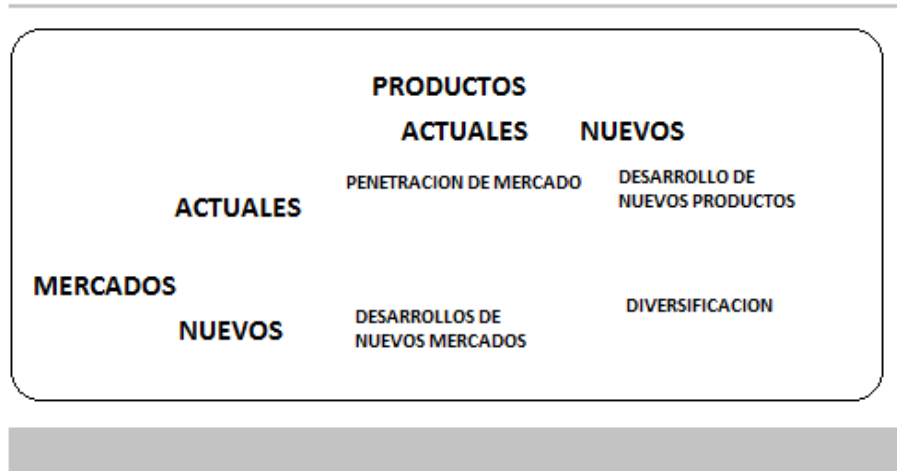 PRODUCTOS
ACTUALES NUEVOS
PENETRACION DE MERCADO
DESARROLLO DE
NUEVOS PRODUCTOS
ACTUALES
MERCADOS
NUEVOS
DESARROLLOS DE
NUEVOS MERCADOS
DIVERSIFICACION